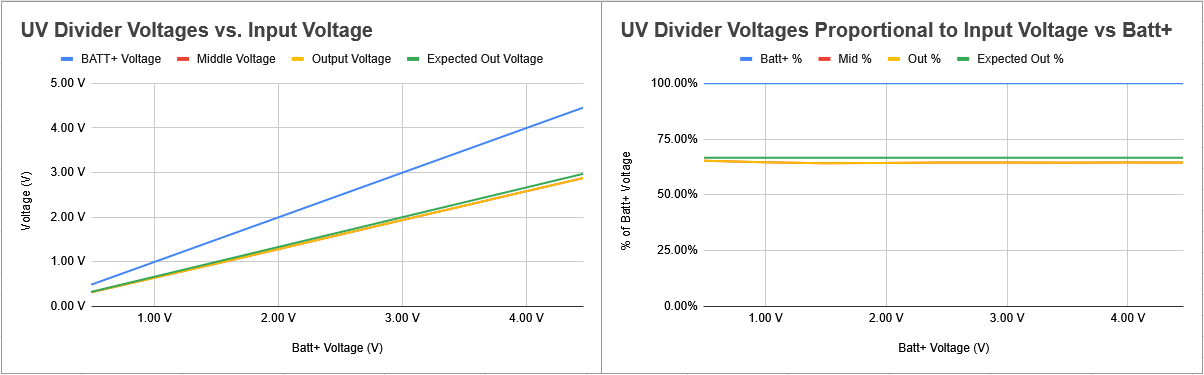 UV Divider Voltages vs. Input Voltage
BATT+ Voltage Middle Voltage Output Voltage Expected Out Voltage
5.00 V
4.00 V
3.00 V
2.00 V
1.00 V
0.00 V
Voltage (V)
1.00 V 2.00 V 3.00 V 4.00 V
Batt+ Voltage (V)
UV Divider Voltages Proportional to Input Voltage vs Batt+
Batt+ % Mid % Out % Expected Out %
100.00%
75.00%
50.00%
25.00%
0.00%
% of Batt+ Voltage
1.00 V 2.00 V 3.00 V 4.00 V
Batt+ Voltage (V)